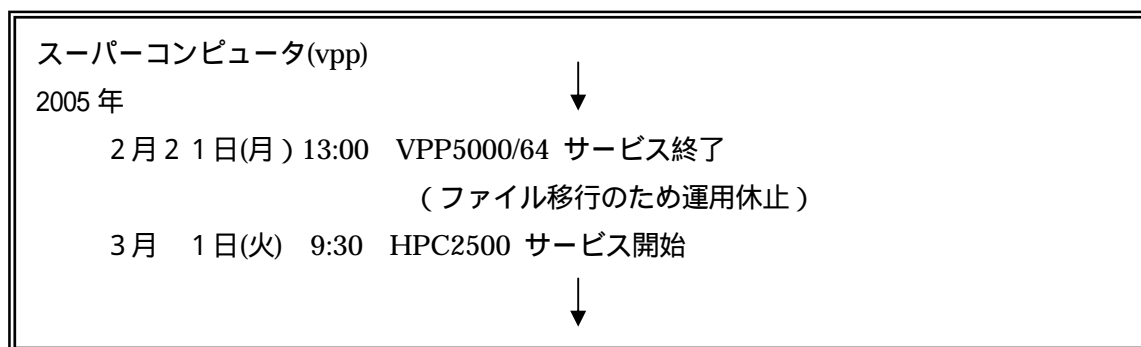 スーパーコンピュータ(vpp)
2005 年
2月２１日(月）13:00　VPP5000/64 サービス終了
（ファイル移行のため運用休止）
3月　1日(火)　9:30　HPC2500 サービス開始